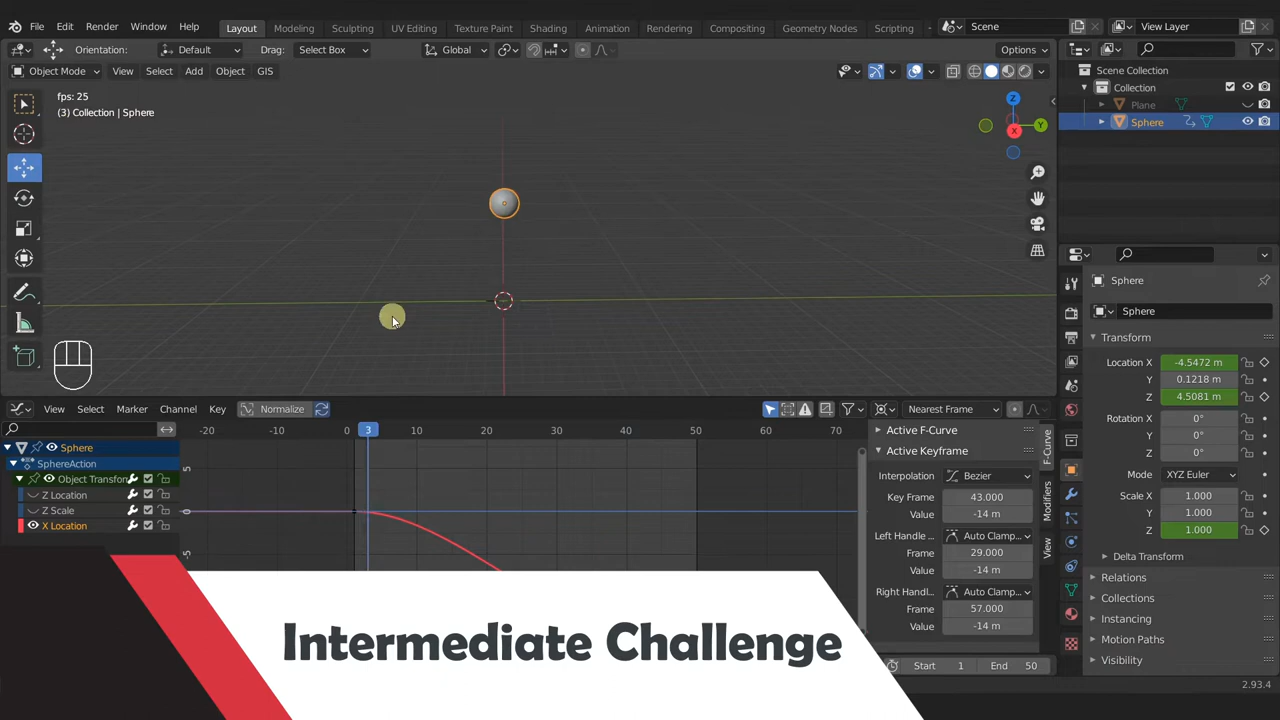 File Edit Render Window Help Layout Modeling Sculpting UV Editing Texture Paint Shading Animation Rendering Compositing Geometry Nodes Scripting Scene View Layer
Orientation: Default Drag: Select Box Global Options
Object Mode View Select Add Object GIS
fps: 25
(3) Collection | Sphere
Z
Y
X
Scene Collection
Collection
Plane
Sphere
Sphere
Sphere
Transform
Location X -4.5472 m
Y 0.1218 m
Z 4.5081 m
Rotation X 0°
Y 0°
Z 0°
Mode XYZ Euler
Scale X 1.000
Y 1.000
Z 1.000
Delta Transform
Relations
Collections
Instancing
Motion Paths
Visibility
View Select Marker Channel Key Normalize Nearest Frame
-20 -10 0 3 10 20 30 40 50 60 70
Sphere
SphereAction
Object Transform
Z Location
Z Scale
X Location
5
0
-5
Active F-Curve
Active Keyframe
Interpolation Bezier
Key Frame 43.000
Value -14 m
Left Handle ... Auto Clamp...
Frame 29.000
Value -14 m
Right Handl... Auto Clamp...
Frame 57.000
Value -14 m
F-Curve
Modifiers
View
Start 1 End 50
2.93.4
Intermediate Challenge